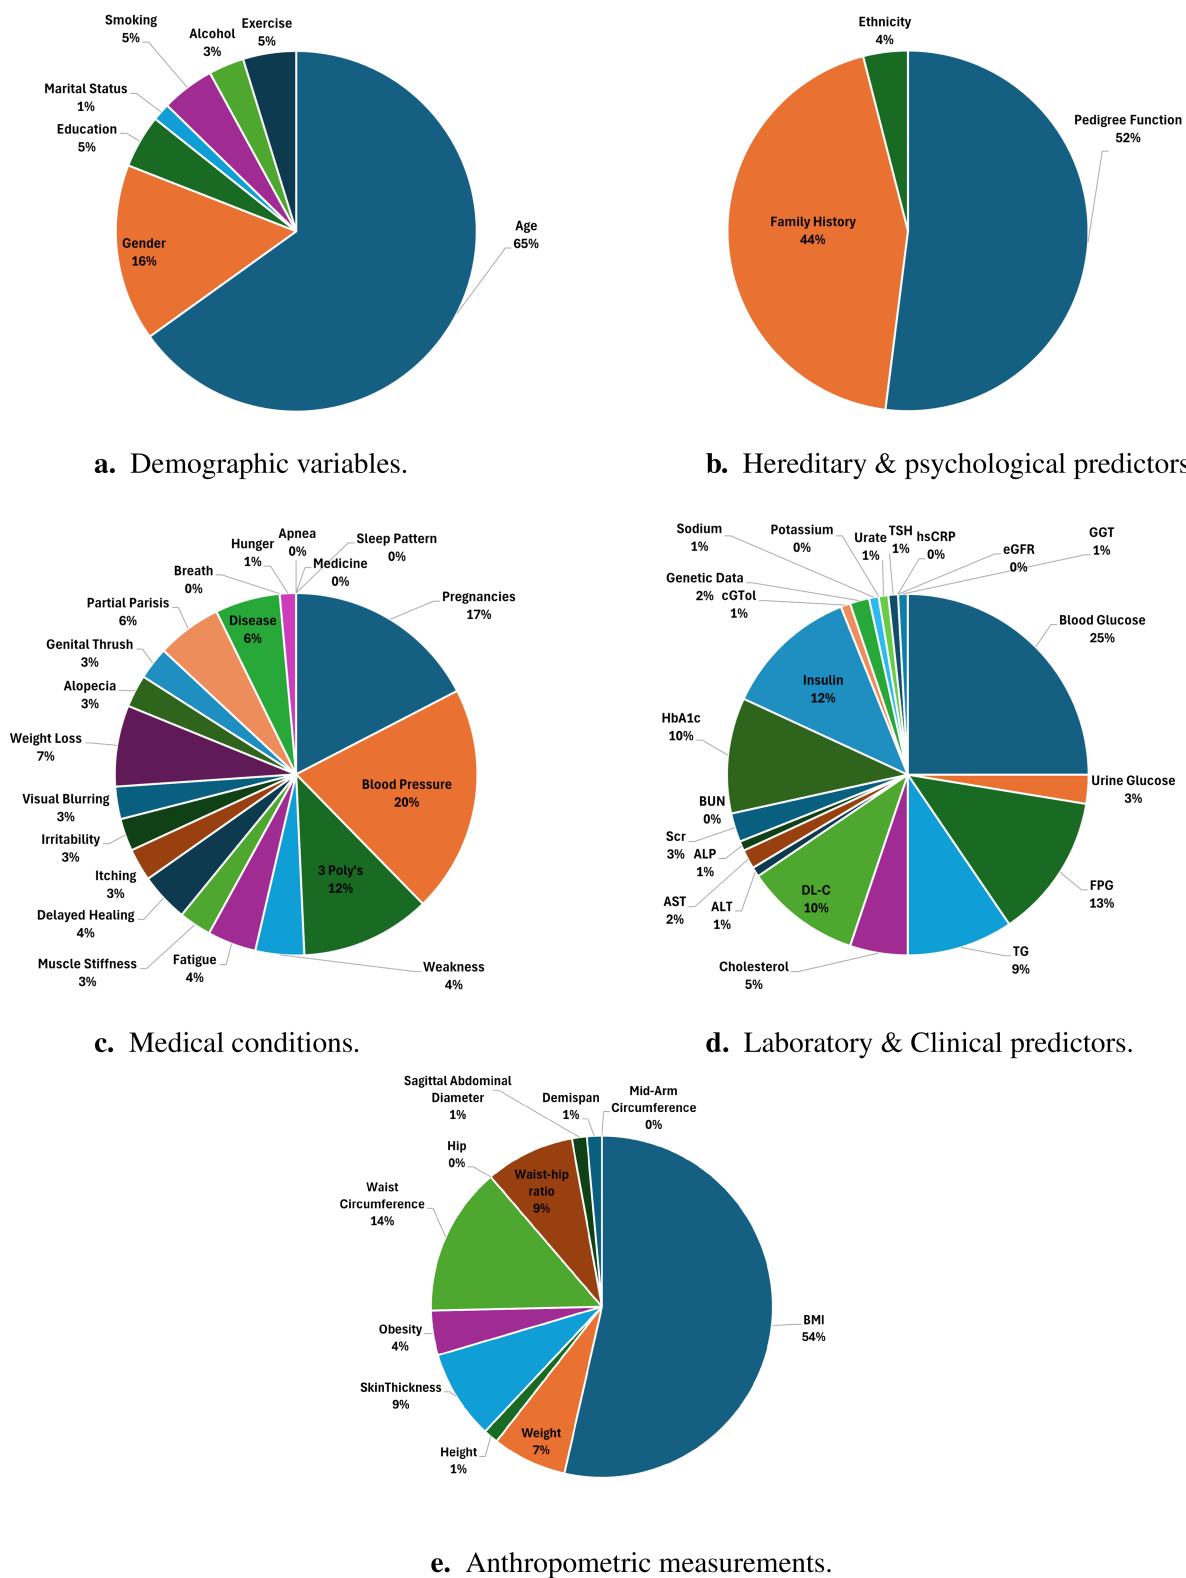 Smoking
5%
Alcohol
3%
Exercise
5%
Marital Status
1%
Education
5%
Gender
16%
Age
65%
a. Demographic variables.
Ethnicity
4%
Pedigree Function
52%
Family History
44%
b. Hereditary & psychological predictors
Apnea
0%
Sleep Pattern
0%
Hunger
1%
Medicine
0%
Breath
0%
Pregnancies
17%
Partial Parisis
6%
Disease
6%
Genital Thrush
3%
Alopecia
3%
Weight Loss
7%
Blood Pressure
20%
Visual Blurring
3%
Irritability
3%
3 Poly's
12%
Itching
3%
Delayed Healing
4%
Muscle Stiffness
3%
Fatigue
4%
Weakness
4%
c. Medical conditions.
Sodium
1%
Potassium
0%
Urate
1%
TSH
1%
hsCRP
0%
eGFR
0%
GGT
1%
Genetic Data
2%
cGTol
1%
Blood Glucose
25%
Insulin
12%
HbA1c
10%
Urine Glucose
3%
BUN
0%
Scr
3%
ALP
1%
AST
2%
ALT
1%
DL-C
10%
FPG
13%
Cholesterol
5%
TG
9%
d. Laboratory & Clinical predictors.
Sagittal Abdominal
Diameter
1%
Demispan
1%
Mid-Arm
Circumference
0%
Hip
0%
Waist-hip
ratio
9%
Waist
Circumference
14%
Obesity
4%
BMI
54%
SkinThickness
9%
Weight
7%
Height
1%
e. Anthropometric measurements.